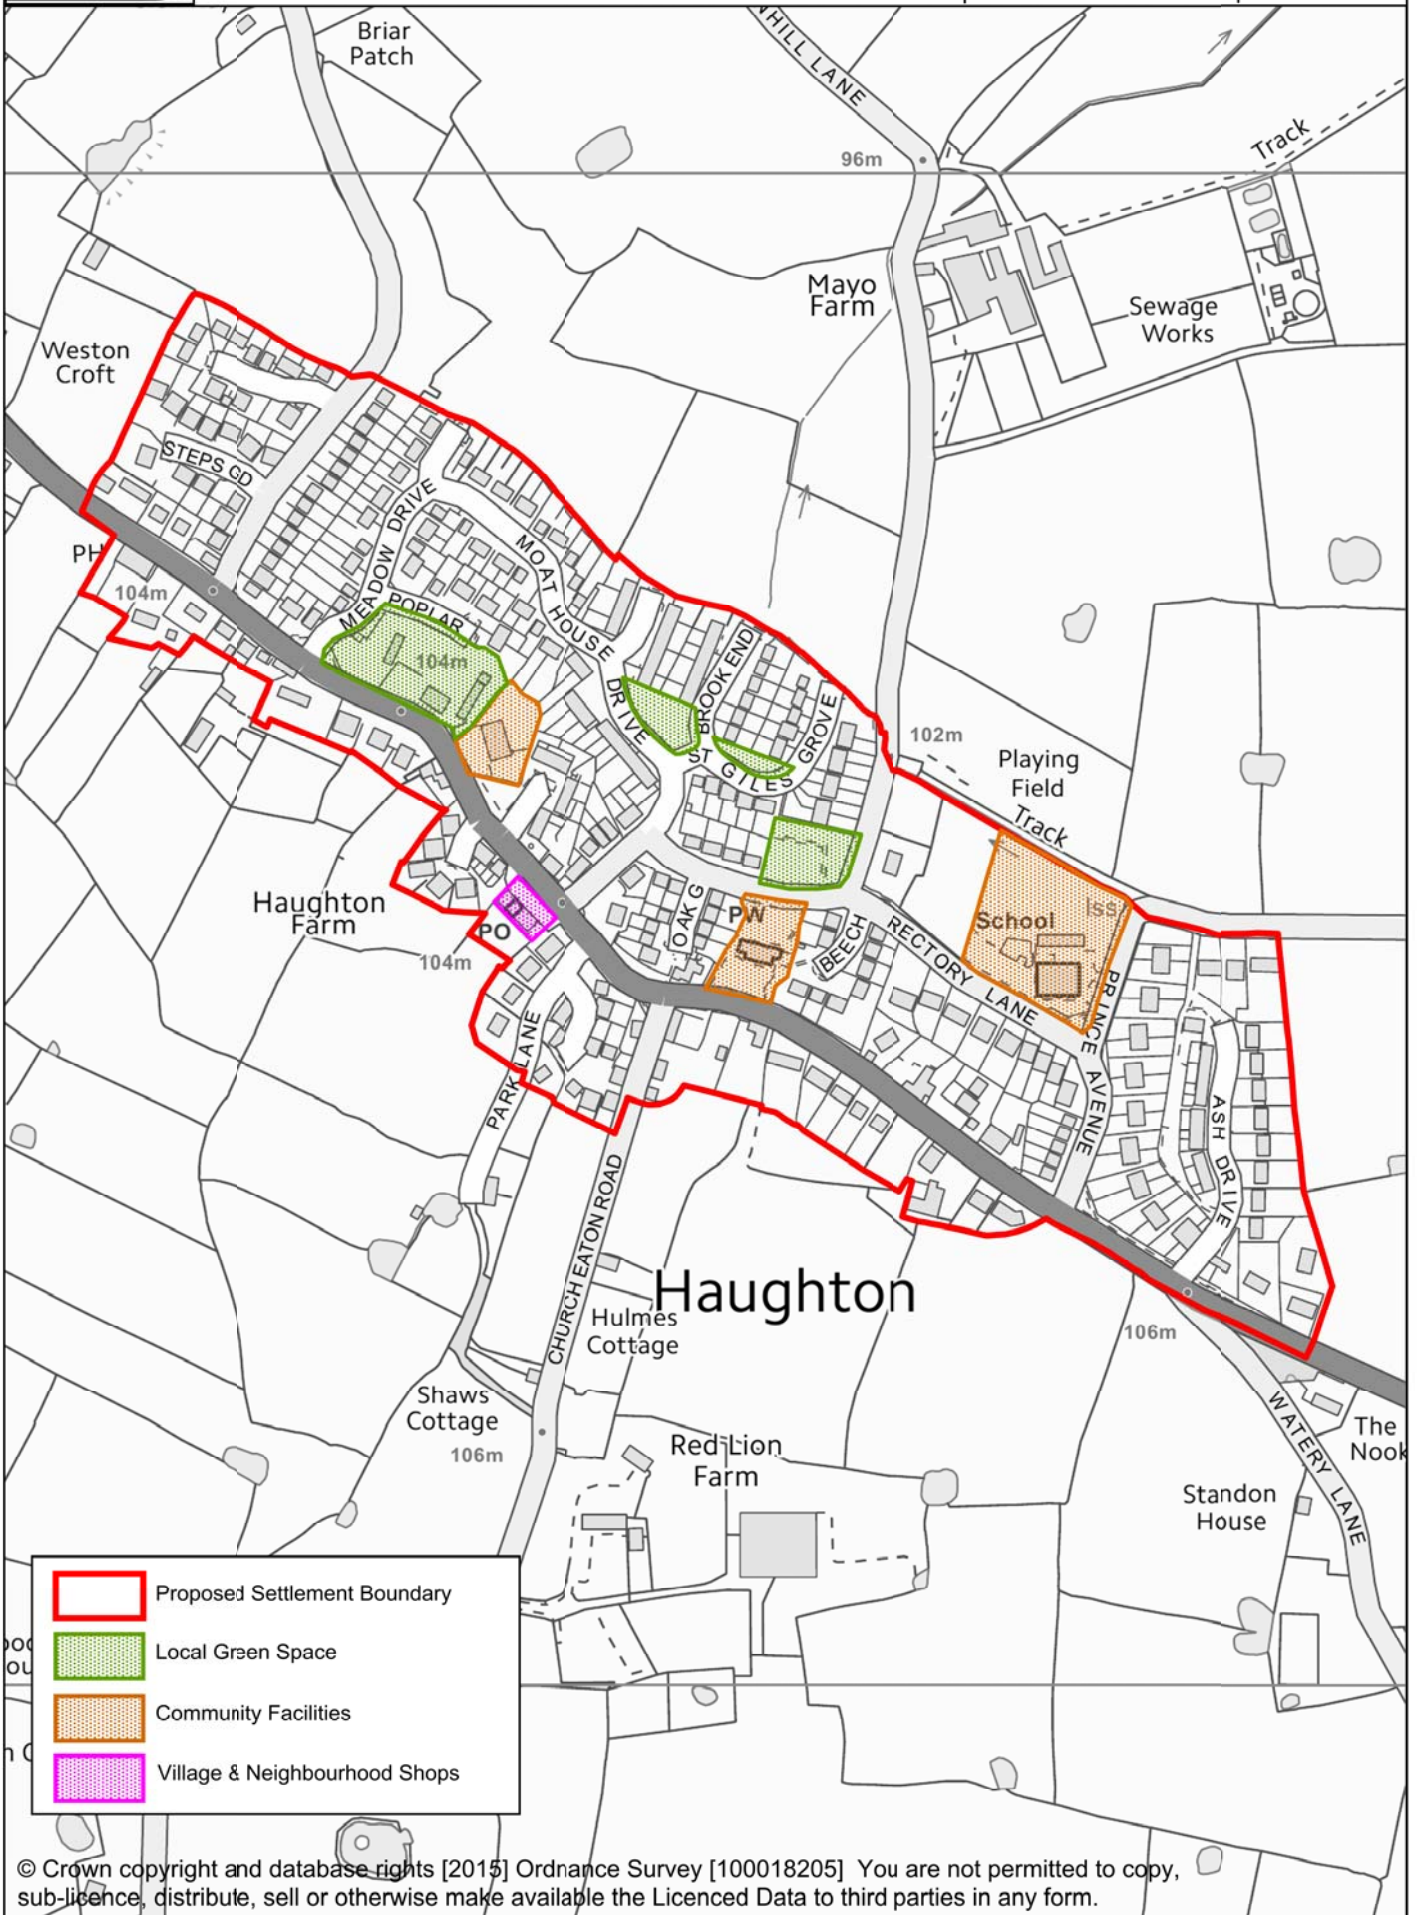 Briar
Patch
NHILL LANE
96m
Track
Mayo
Farm
Sewage
Works
Weston
Croft
STEPS
MEADOW DRIVE
MOAT HOUSE DRIVE
PH
104m
POPLAR
104m
BROOK END
ST GILES GROVE
102m
Playing
Field
Track
Haughton
Farm
PO
104m
OAK G
PW
BEECH
RECTORY LANE
School
PRINCE AVENUE
ASH DRIVE
PARK LANE
CHURCH EATON ROAD
Haughton
Hulmes
Cottage
106m
Shaws
Cottage
106m
Red Lion
Farm
WATERY LANE
The
Nook
Standon
House
Proposed Settlement Boundary
Local Green Space
Community Facilities
Village & Neighbourhood Shops
© Crown copyright and database rights [2015] Ordnance Survey [100018205] You are not permitted to copy,
sub-licence, distribute, sell or otherwise make available the Licenced Data to third parties in any form.